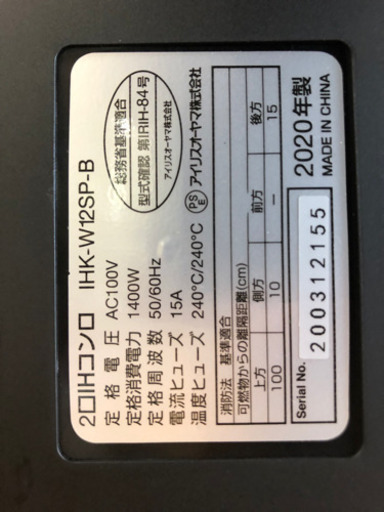 2口IHコンロ IHK-W12SP-B
定格電圧 AC100V
定格消費電力 1400W
定格周波数 50/60Hz
電流ヒューズ 15A
温度ヒューズ 240℃/240℃
総務省基準適合
型式確認 第IRIH-84号
アイリスオーヤマ株式会社
PS
E
アイリスオーヤマ株式会社
消防法 基準適合
可燃物からの離隔距離(cm)
上方 側方 前方 後方
100 10 ― 15
2020年製
MADE IN CHINA
Serial No. 200312155